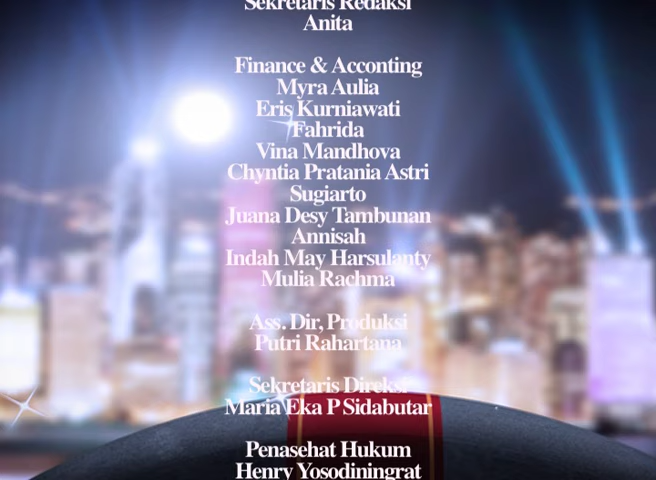 Sekretaris Redaksi
Anita
Finance & Acconting
Myra Aulia
Eris Kurniawati
Fahrida
Vina Mandhova
Chyntia Pratania Astri
Sugiarto
Juana Desy Tambunan
Annisah
Indah May Harsulanty
Mulia Rachma
Ass. Dir, Produksi
Putri Rahartana
Sekretaris Direksi
Maria Eka P Sidabutar
Penasehat Hukum
Henry Yosodiningrat